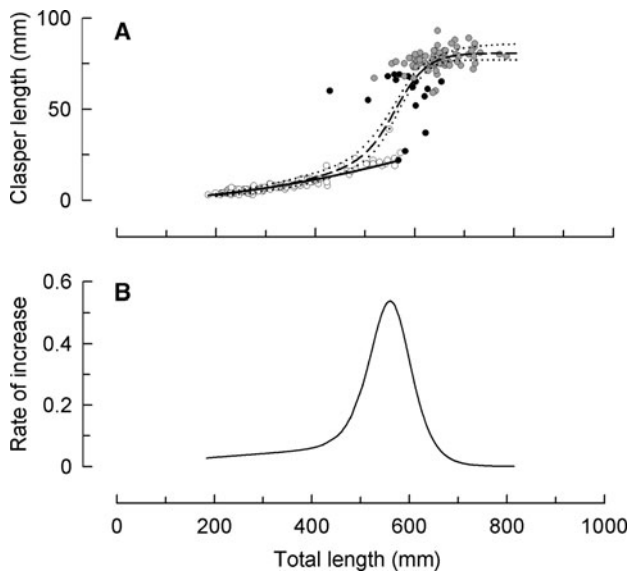 A
Clasper length (mm)
100
50
0
B
Rate of increase
0.6
0.4
0.2
0
0 200 400 600 800 1000
Total length (mm)